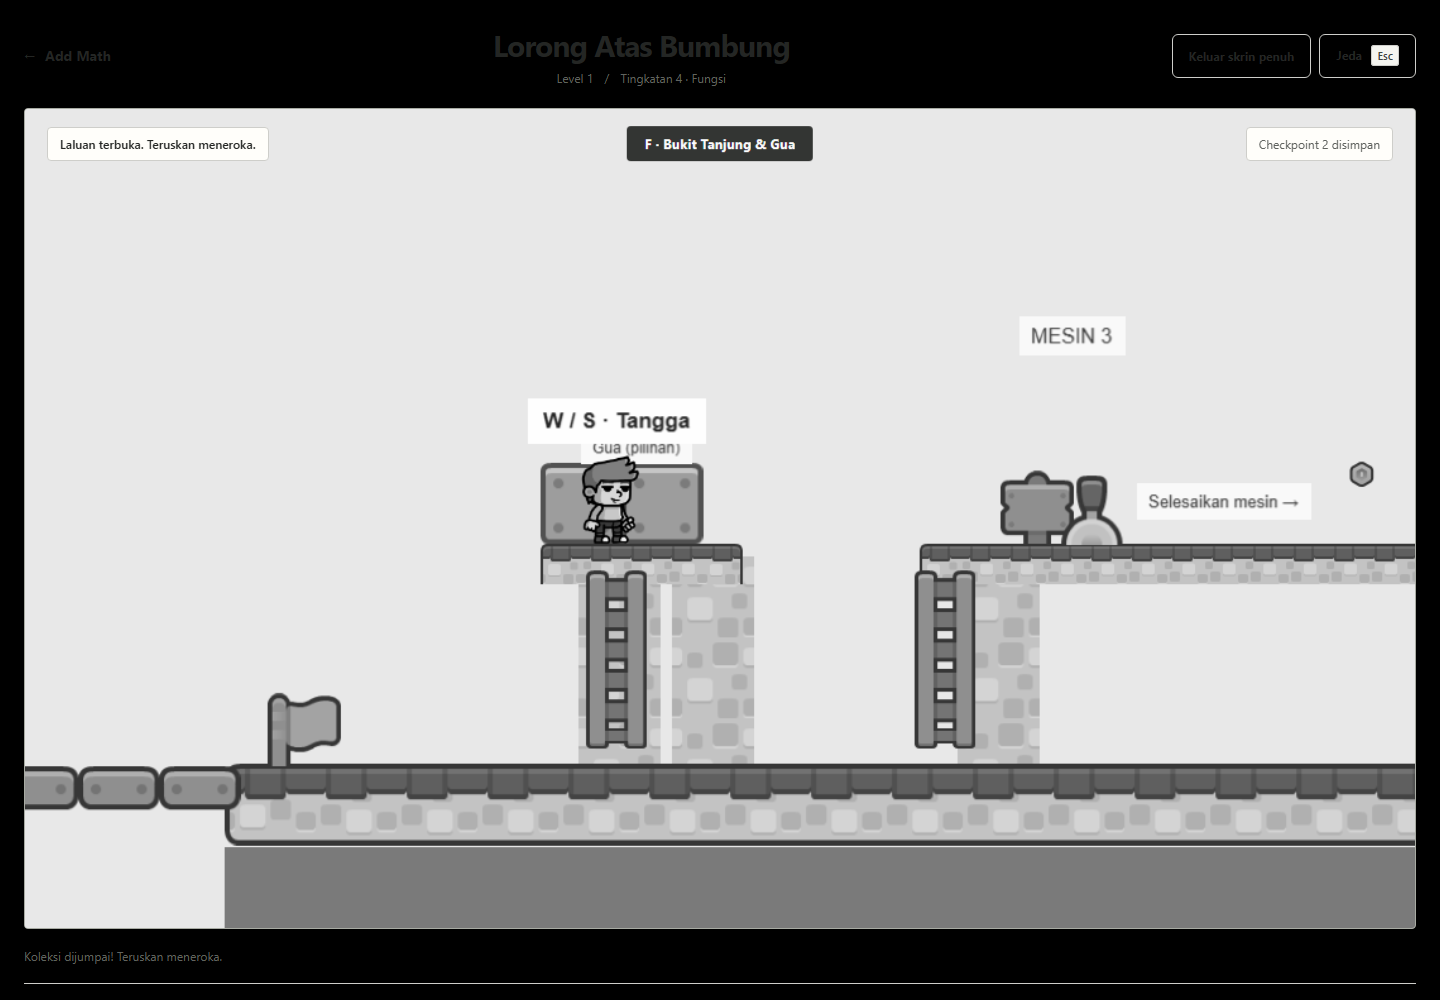 ← Add Math
Lorong Atas Bumbung
Level 1 / Tingkatan 4 · Fungsi
Keluar skrin penuh
Jeda Esc
Laluan terbuka. Teruskan meneroka.
F · Bukit Tanjung & Gua
Checkpoint 2 disimpan
MESIN 3
W / S · Tangga
Gua (pilihan)
Selesaikan mesin →
Koleksi dijumpai! Teruskan meneroka.